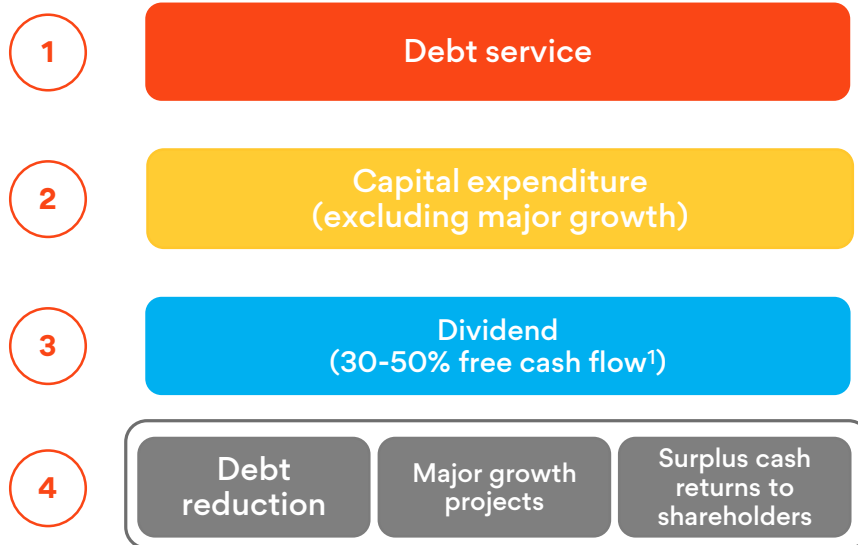 1
Debt service
2
Capital expenditure
(excluding major growth)
3
Dividend
(30-50% free cash flow¹)
4
Debt
reduction
Major growth
projects
Surplus cash
returns to
shareholders